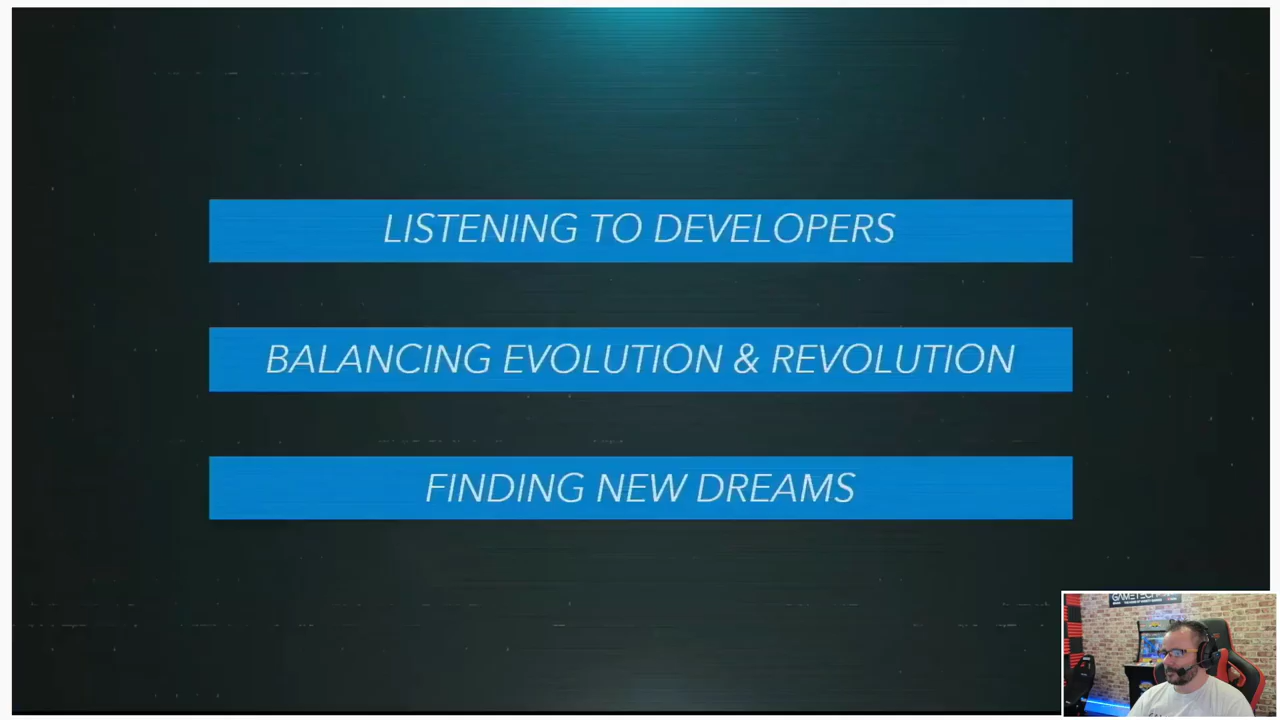 LISTENING TO DEVELOPERS
BALANCING EVOLUTION & REVOLUTION
FINDING NEW DREAMS